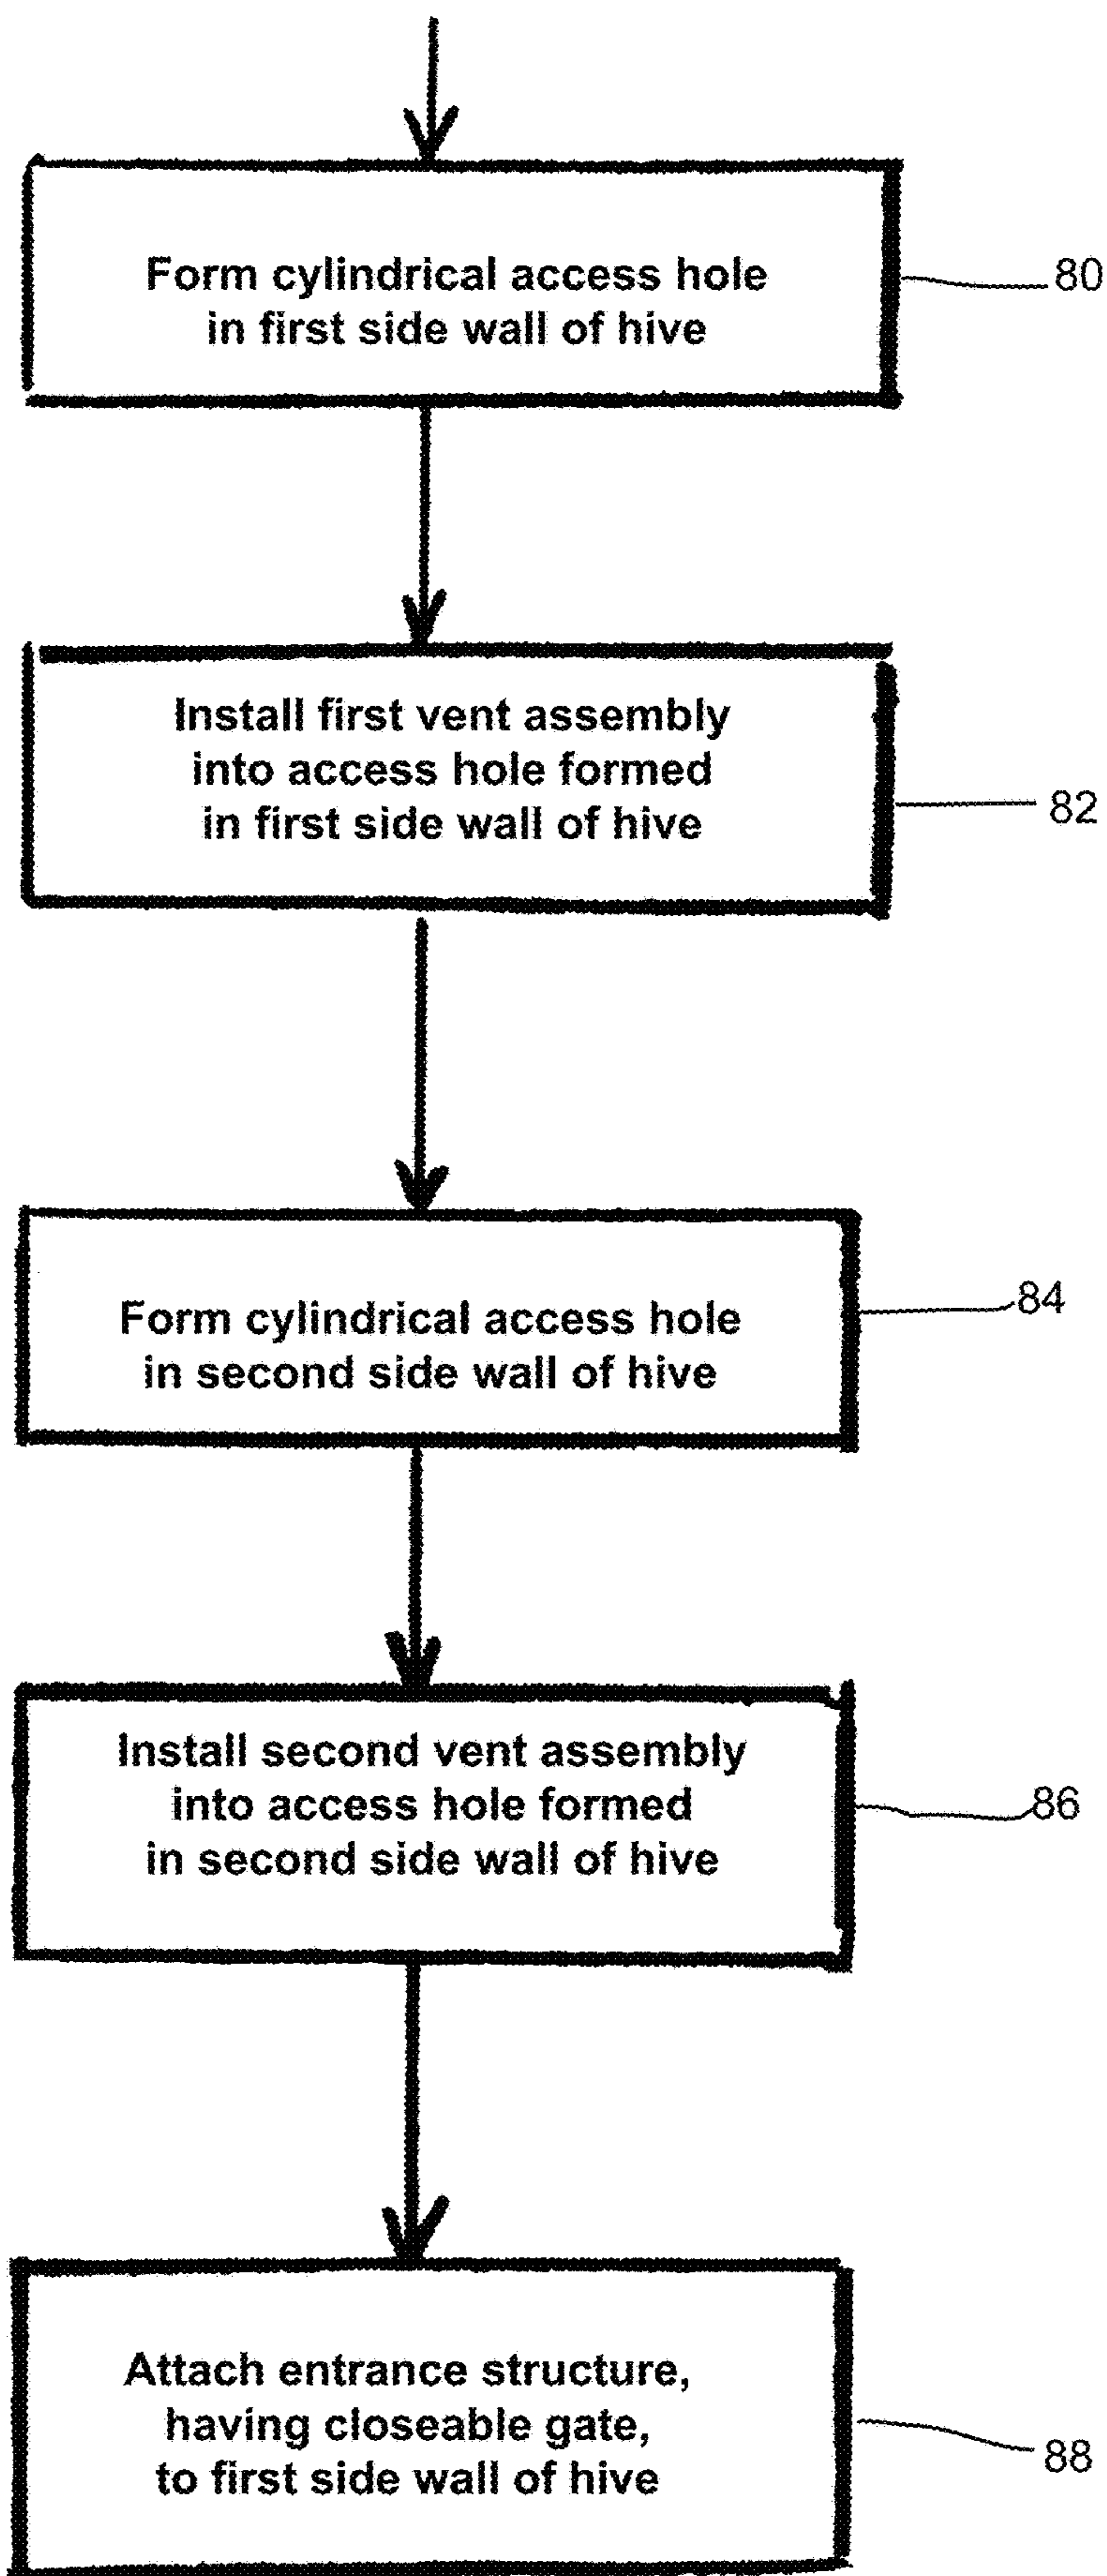 Form cylindrical access hole
in first side wall of hive
80
Install first vent assembly
into access hole formed
in first side wall of hive
82
Form cylindrical access hole
in second side wall of hive
84
Install second vent assembly
into access hole formed
in second side wall of hive
86
Attach entrance structure,
having closeable gate,
to first side wall of hive
88